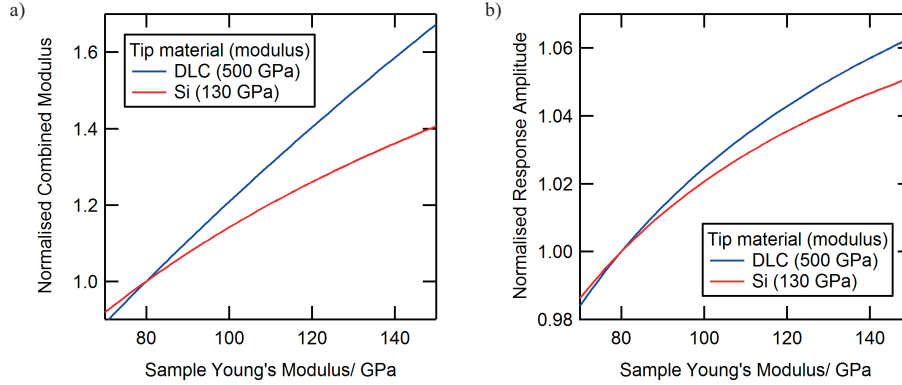 a)
Normalised Combined Modulus
1.6
1.4
1.2
1.0
Tip material (modulus)
DLC (500 GPa)
Si (130 GPa)
80
100
120
140
Sample Young's Modulus/ GPa
b)
Normalised Response Amplitude
1.06
1.04
1.02
1.00
0.98
Tip material (modulus)
DLC (500 GPa)
Si (130 GPa)
80
100
120
140
Sample Young's Modulus/ GPa